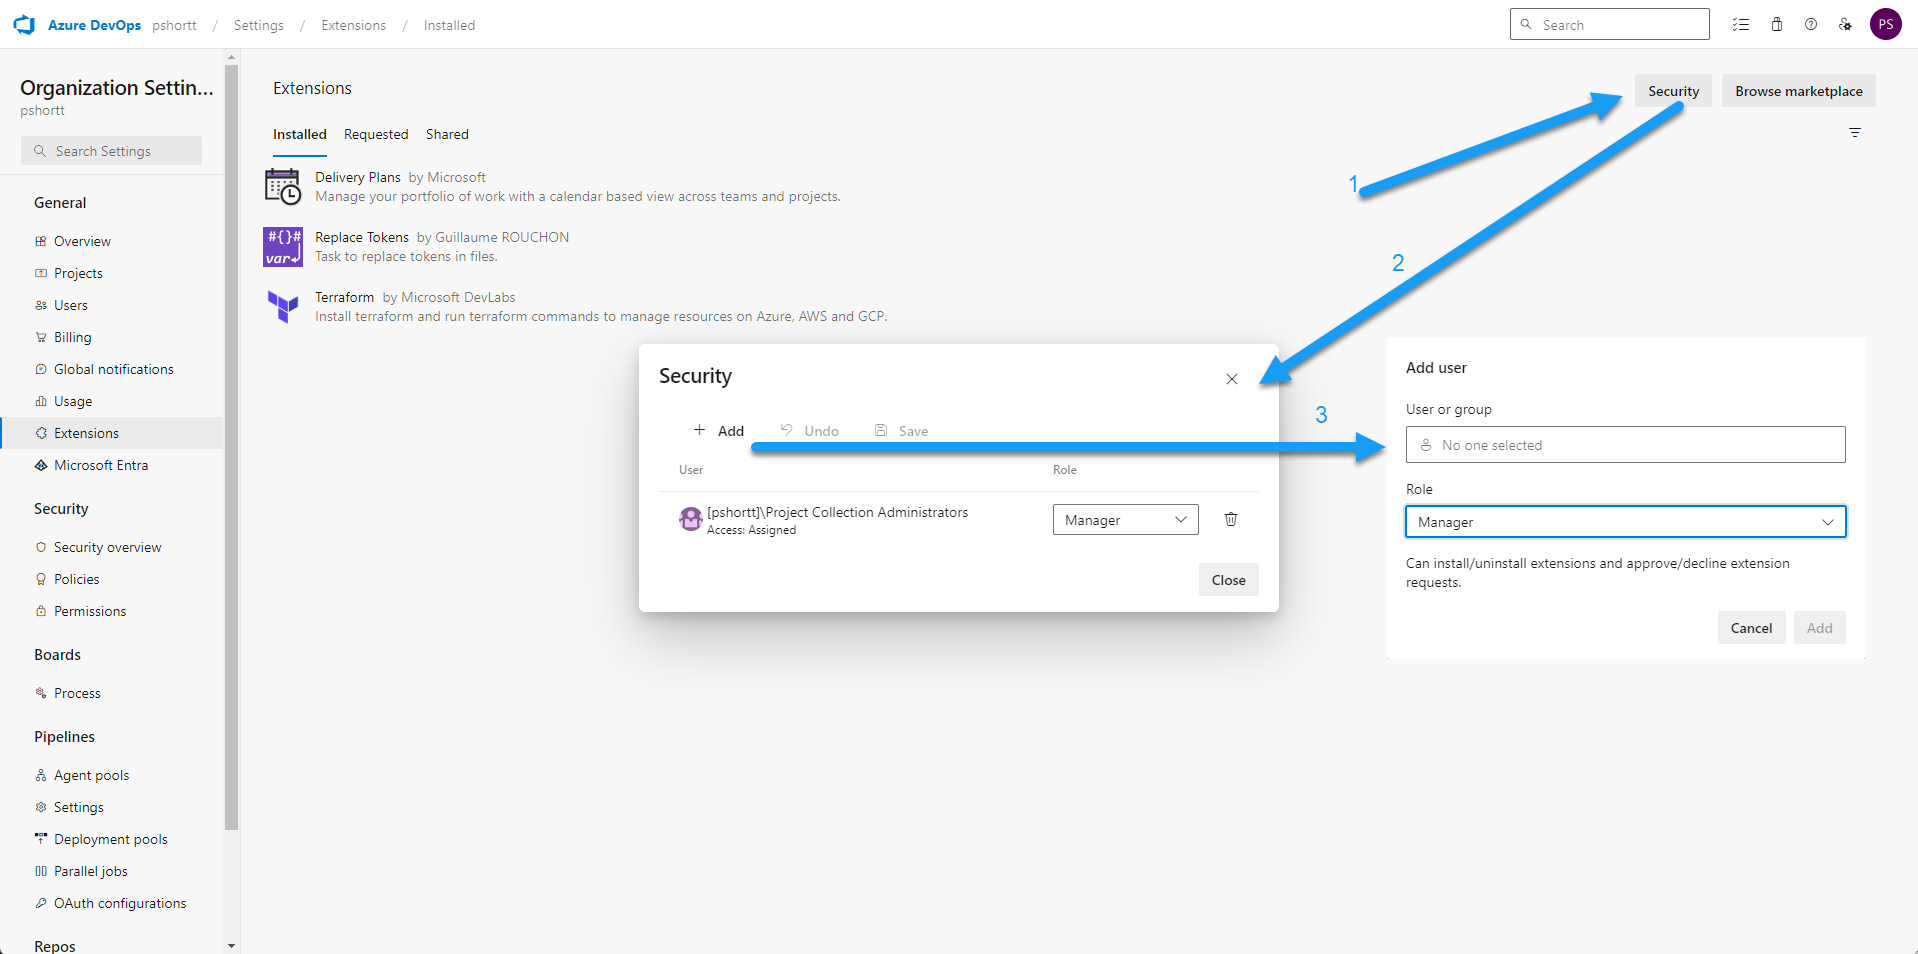 Azure DevOps pshortt / Settings / Extensions / Installed
Search
PS
Organization Settin...
pshortt
Search Settings
General
Overview
Projects
Users
Billing
Global notifications
Usage
Extensions
Microsoft Entra
Security
Security overview
Policies
Permissions
Boards
Process
Pipelines
Agent pools
Settings
Deployment pools
Parallel jobs
OAuth configurations
Repos
Extensions
Security
Browse marketplace
Installed Requested Shared
Delivery Plans by Microsoft
Manage your portfolio of work with a calendar based view across teams and projects.
#{}#
var
Replace Tokens by Guillaume ROUCHON
Task to replace tokens in files.
Terraform by Microsoft DevLabs
Install terraform and run terraform commands to manage resources on Azure, AWS and GCP.
1
2
3
Security
Add Undo Save
User Role
[pshortt]\Project Collection Administrators
Access: Assigned
Manager
Close
Add user
User or group
No one selected
Role
Manager
Can install/uninstall extensions and approve/decline extension
requests.
Cancel Add